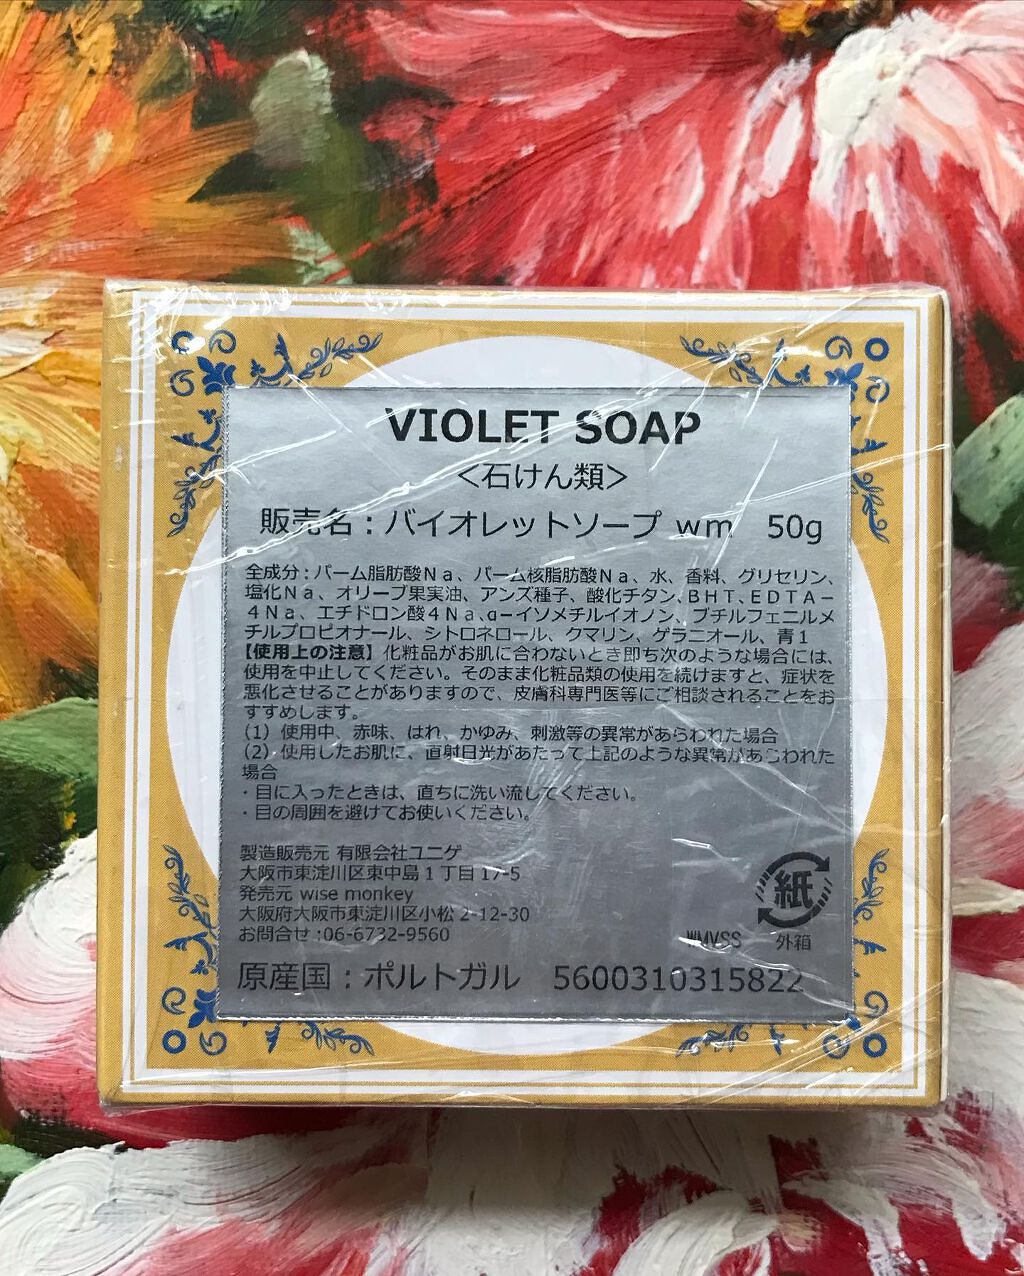 VIOLET SOAP
＜石けん類＞
販売名：バイオレットソープ wm　50g
全成分：パーム脂肪酸Ｎａ、パーム核脂肪酸Ｎａ、水、香料、グリセリン、
塩化Ｎａ、オリーブ果実油、アンズ種子、酸化チタン、ＢＨＴ、ＥＤＴＡ－
４Ｎａ、エチドロン酸４Ｎａ、α－イソメチルイオノン、ブチルフェニルメ
チルプロピオナール、シトロネロール、クマリン、ゲラニオール、青１
【使用上の注意】化粧品がお肌に合わないとき即ち次のような場合には、
使用を中止してください。そのまま化粧品類の使用を続けますと、症状を
悪化させることがありますので、皮膚科専門医等にご相談されることをお
すすめします。
（1）使用中、赤味、はれ、かゆみ、刺激等の異常があらわれた場合
（2）使用したお肌に、直射日光があたって上記のような異常があらわれた
場合
・目に入ったときは、直ちに洗い流してください。
・目の周囲を避けてお使いください。
製造販売元 有限会社ユニゲ
大阪市東淀川区東中島１丁目17-5
発売元 wise monkey
大阪府大阪市東淀川区小松 2-12-30
お問合せ :06-6732-9560
紙
WMVSS
外箱
原産国：ポルトガル　5600310315822